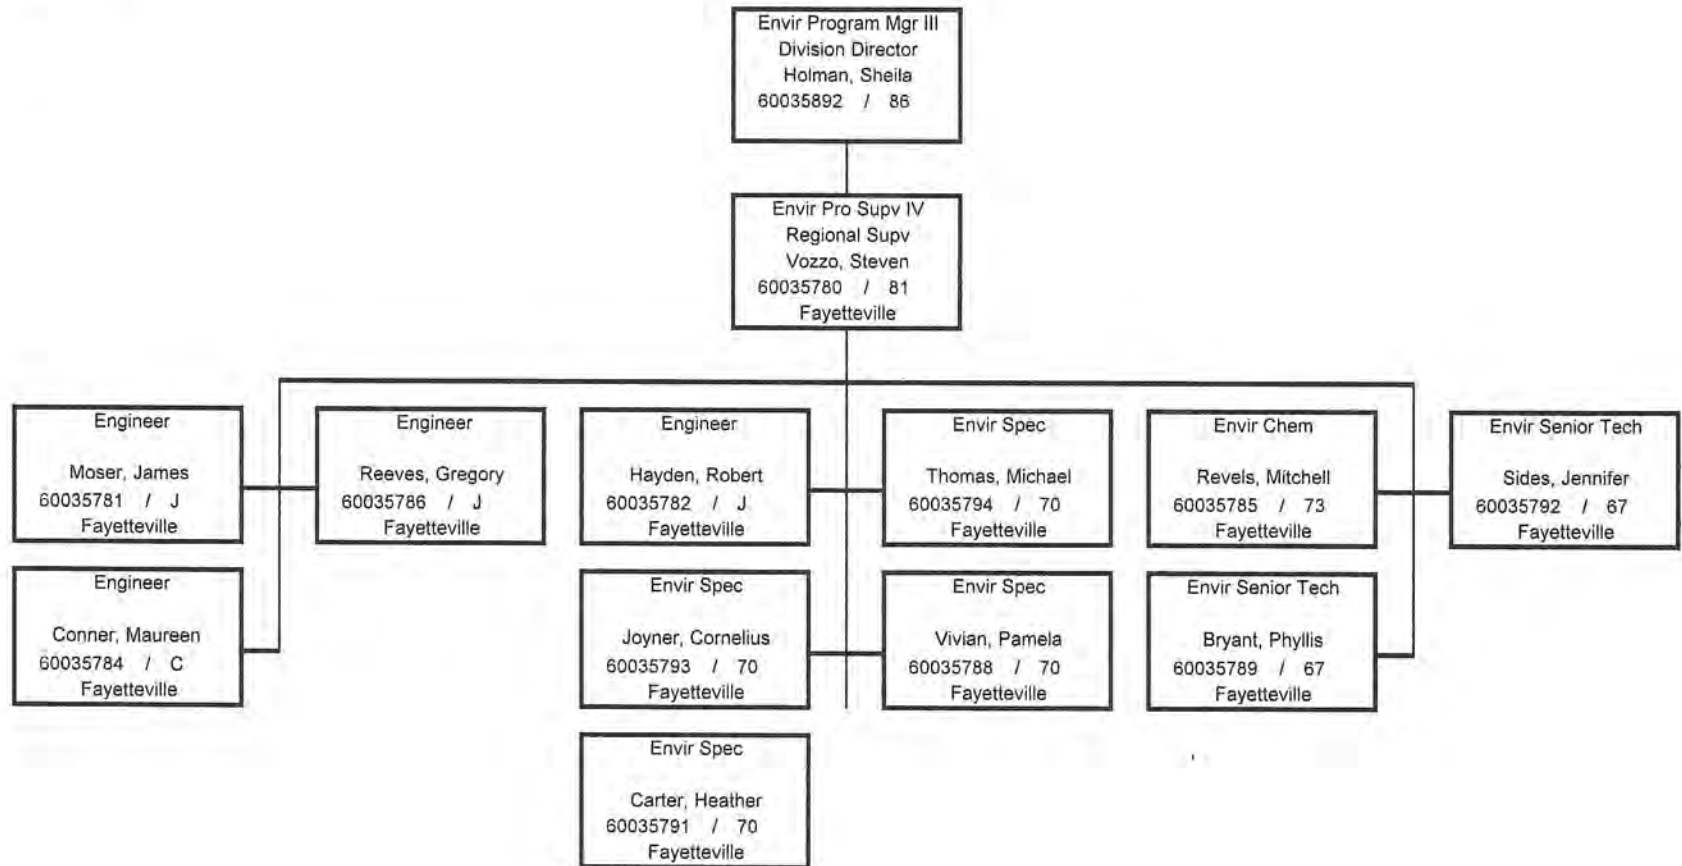 Envir Program Mgr III
Division Director
Holman, Sheila
60035892 / 86
Envir Pro Supv IV
Regional Supv
Vozzo, Steven
60035780 / 81
Fayetteville
Engineer
Moser, James
60035781 / J
Fayetteville
Engineer
Reeves, Gregory
60035786 / J
Fayetteville
Engineer
Hayden, Robert
60035782 / J
Fayetteville
Envir Spec
Thomas, Michael
60035794 / 70
Fayetteville
Envir Chem
Revels, Mitchell
60035785 / 73
Fayetteville
Envir Senior Tech
Sides, Jennifer
60035792 / 67
Fayetteville
Engineer
Conner, Maureen
60035784 / C
Fayetteville
Envir Spec
Joyner, Cornelius
60035793 / 70
Fayetteville
Envir Spec
Vivian, Pamela
60035788 / 70
Fayetteville
Envir Senior Tech
Bryant, Phyllis
60035789 / 67
Fayetteville
Envir Spec
Carter, Heather
60035791 / 70
Fayetteville